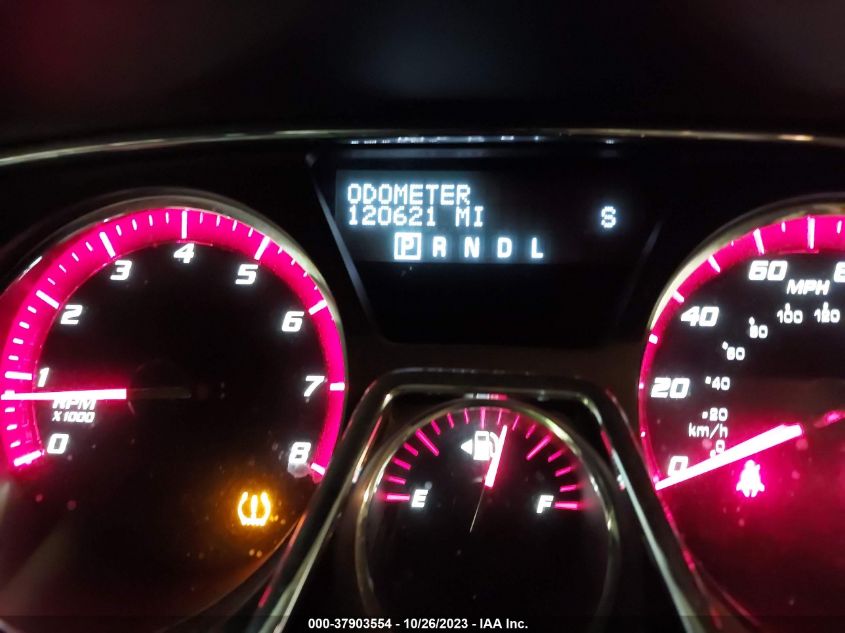 ODOMETER
120621 MI S
P R N D L
0 1 2 3 4 5 6 7 8
RPM
X 1000
E F
0 20 40 60
MPH
0 20 40 60 80 100 120
km/h
000-37903554 - 10/26/2023 - IAA Inc.